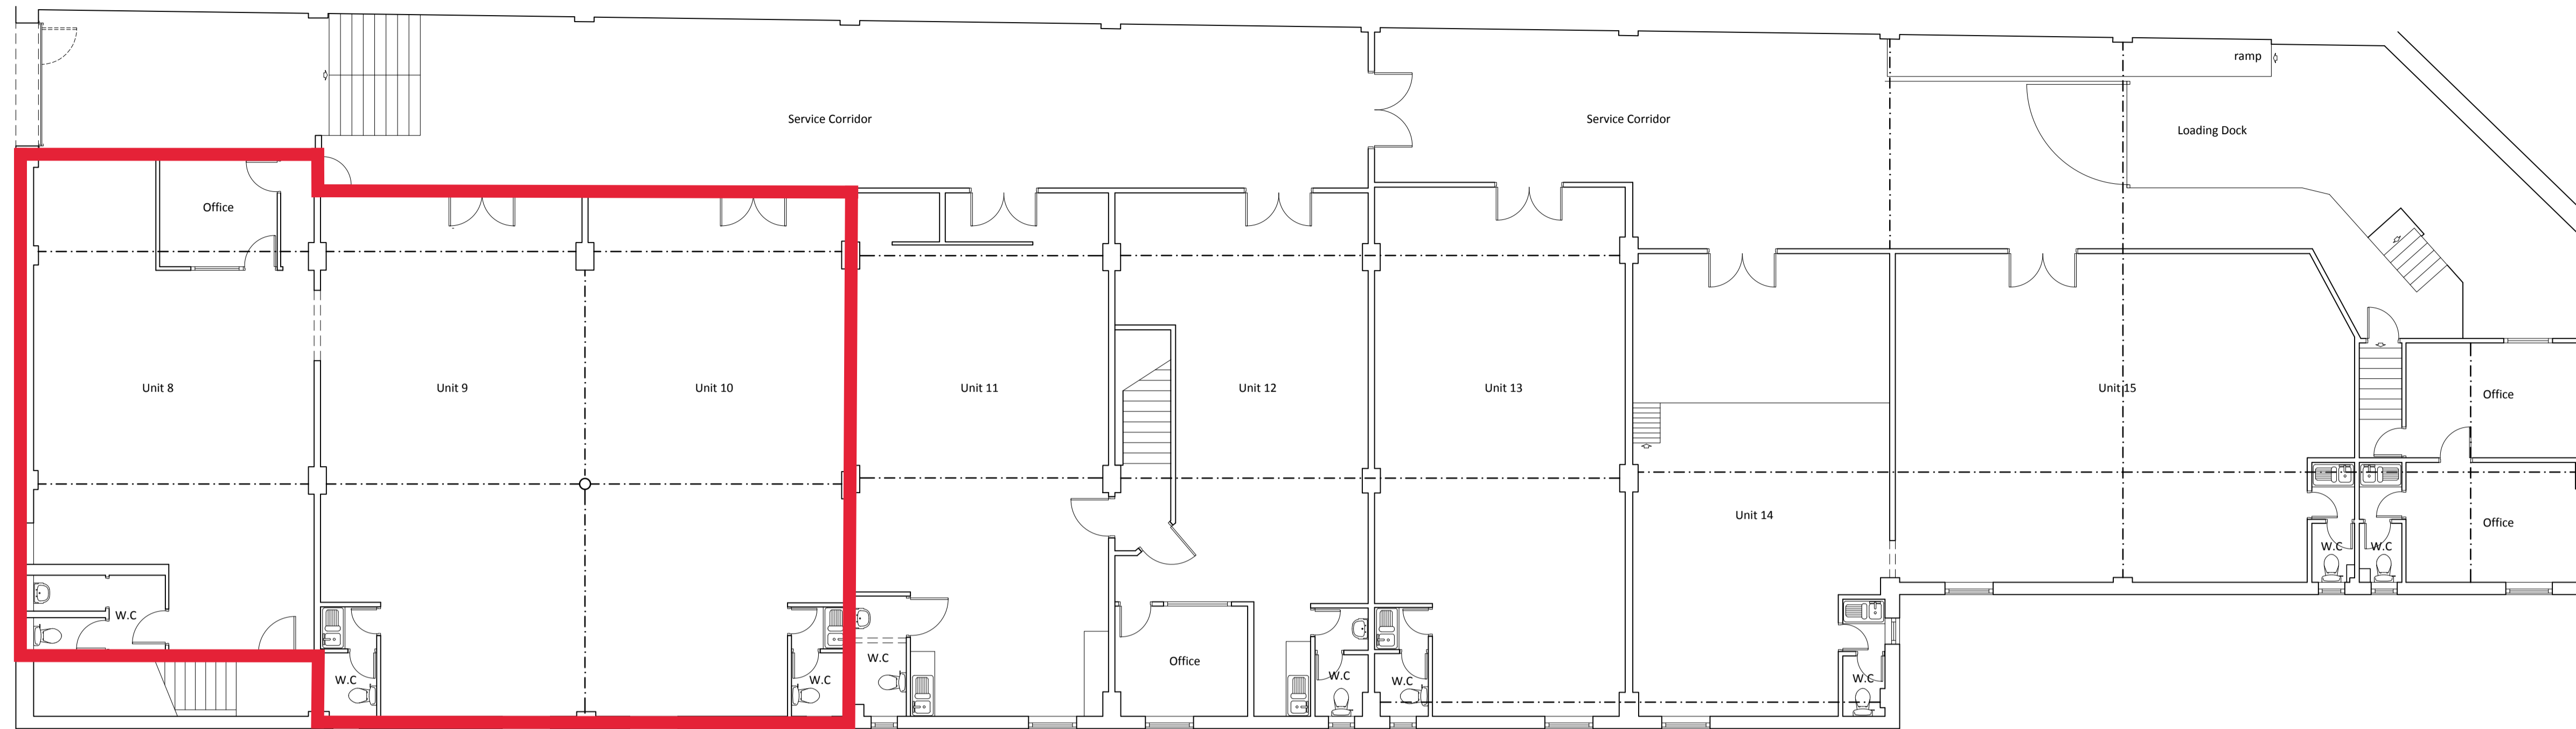 ramp
Service Corridor
Service Corridor
Loading Dock
Office
Unit 8
Unit 9
Unit 10
Unit 11
Unit 12
Unit 13
Unit 15
Office
Unit 14
Office
W.C
W.C
W.C
W.C
W.C
W.C
Office
W.C
W.C
W.C
W.C